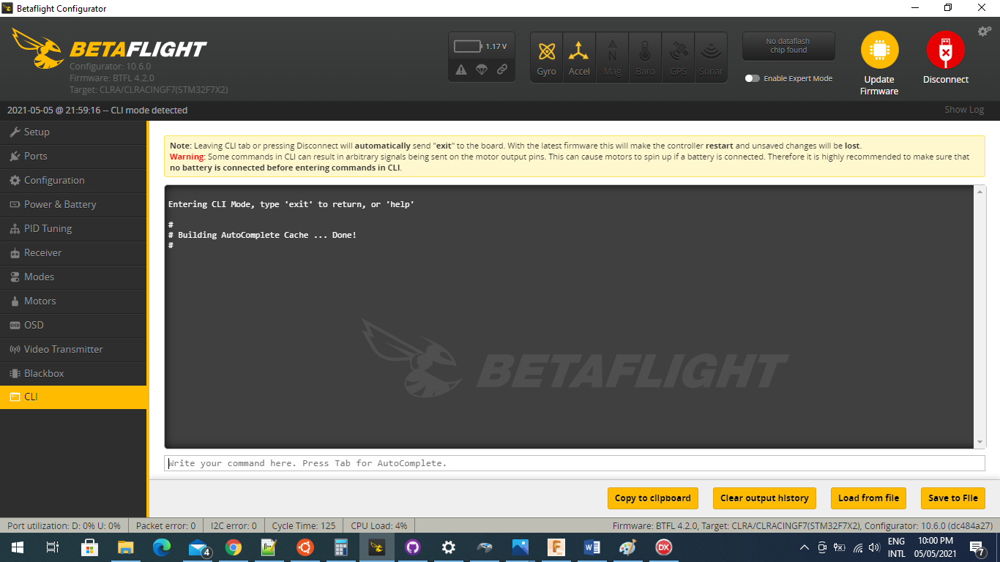 Betaflight Configurator
BETAFLIGHT
Configurator: 10.6.0
Firmware: BTFL 4.2.0
Target: CLRA/CLRACINGF7(STM32F7X2)
1.17 V
Gyro
Accel
Mag
Baro
GPS
Sonar
No dataflash
chip found
Enable Expert Mode
Update
Firmware
Disconnect
2021-05-05 @ 21:59:16 -- CLI mode detected
Show Log
Setup
Ports
Configuration
Power & Battery
PID Tuning
Receiver
Modes
Motors
OSD
OSD
Video Transmitter
Blackbox
CLI
Note: Leaving CLI tab or pressing Disconnect will automatically send "exit" to the board. With the latest firmware this will make the controller restart and unsaved changes will be lost.
Warning: Some commands in CLI can result in arbitrary signals being sent on the motor output pins. This can cause motors to spin up if a battery is connected. Therefore it is highly recommended to make sure that
no battery is connected before entering commands in CLI.
Entering CLI Mode, type 'exit' to return, or 'help'
#
# Building AutoComplete Cache ... Done!
#
BETAFLIGHT
Write your command here. Press Tab for AutoComplete.
Copy to clipboard
Clear output history
Load from file
Save to File
Port utilization: D: 0% U: 0%
Packet error: 0
I2C error: 0
Cycle Time: 125
CPU Load: 4%
Firmware: BTFL 4.2.0, Target: CLRA/CLRACINGF7(STM32F7X2), Configurator: 10.6.0 (dc484a27)
4
W
DX
ENG
INTL
10:00 PM
05/05/2021
7